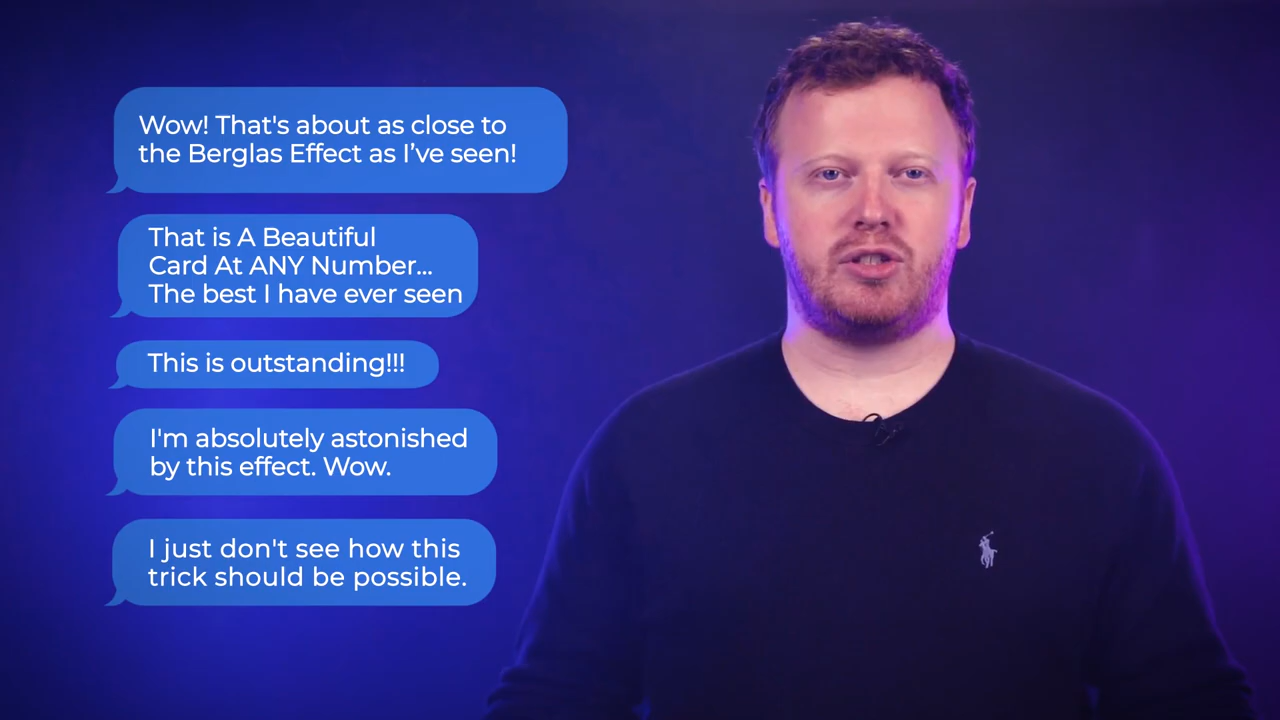 Wow! That's about as close to
the Berglas Effect as I’ve seen!
That is A Beautiful
Card At ANY Number...
The best I have ever seen
This is outstanding!!!
I'm absolutely astonished
by this effect. Wow.
I just don't see how this
trick should be possible.